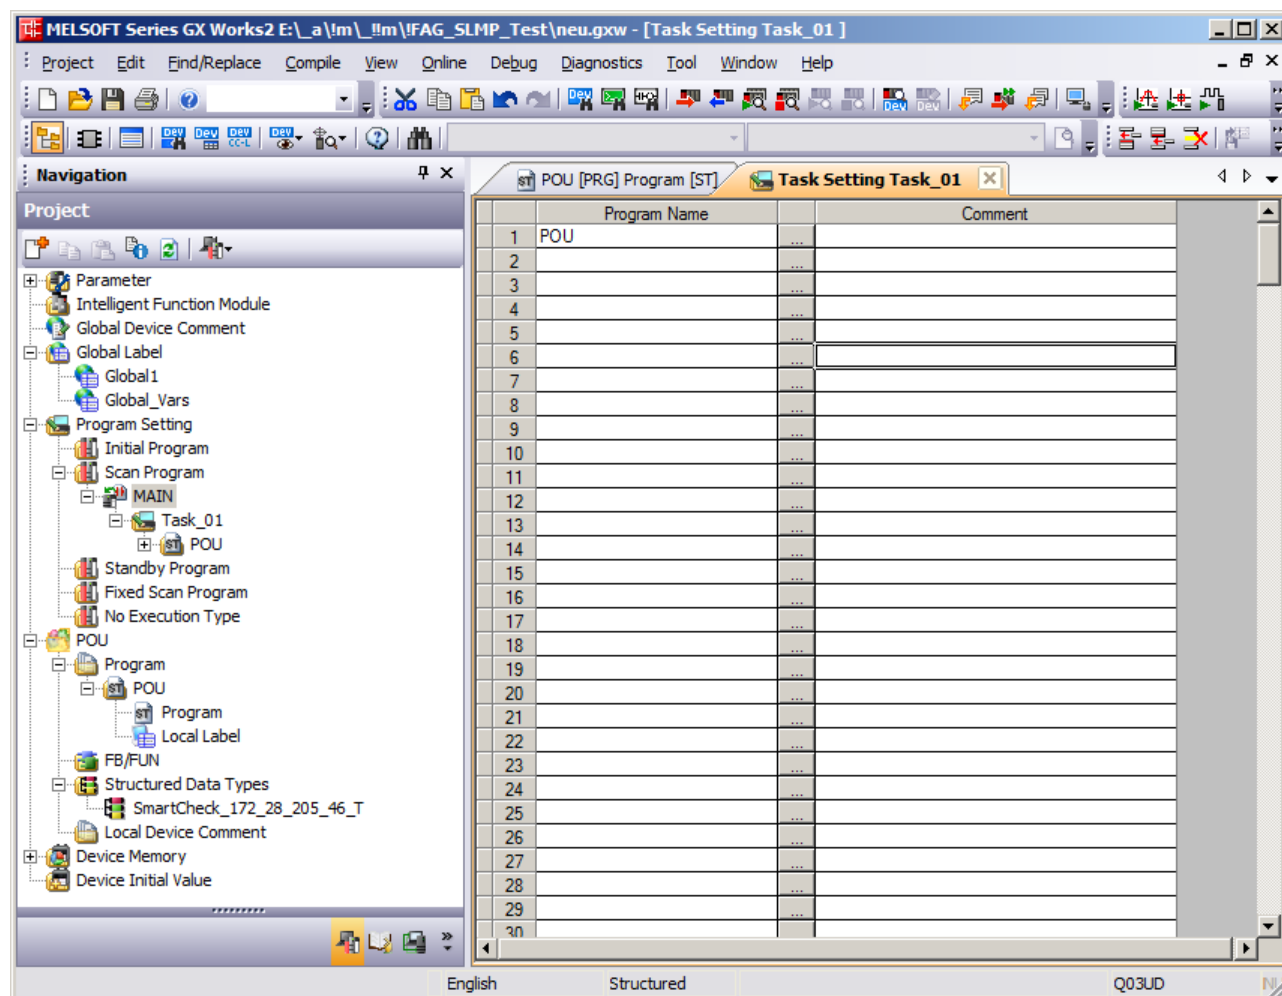 MELSOFT Series GX Works2 E:\_a\!m\_!!m\!FAG_SLMP_Test\neu.gxw - [Task Setting Task_01 ]
Project Edit Find/Replace Compile View Online Debug Diagnostics Tool Window Help
Navigation
POU [PRG] Program [ST]
Task Setting Task_01
Project
Parameter
Intelligent Function Module
Global Device Comment
Global Label
Global1
Global_Vars
Program Setting
Initial Program
Scan Program
MAIN
Task_01
POU
Standby Program
Fixed Scan Program
No Execution Type
POU
Program
POU
Program
Local Label
FB/FUN
Structured Data Types
SmartCheck_172_28_205_46_T
Local Device Comment
Device Memory
Device Initial Value
Program Name Comment
1 POU ...
2 ...
3 ...
4 ...
5 ...
6 ...
7 ...
8 ...
9 ...
10 ...
11 ...
12 ...
13 ...
14 ...
15 ...
16 ...
17 ...
18 ...
19 ...
20 ...
21 ...
22 ...
23 ...
24 ...
25 ...
26 ...
27 ...
28 ...
29 ...
30
English Structured Q03UD